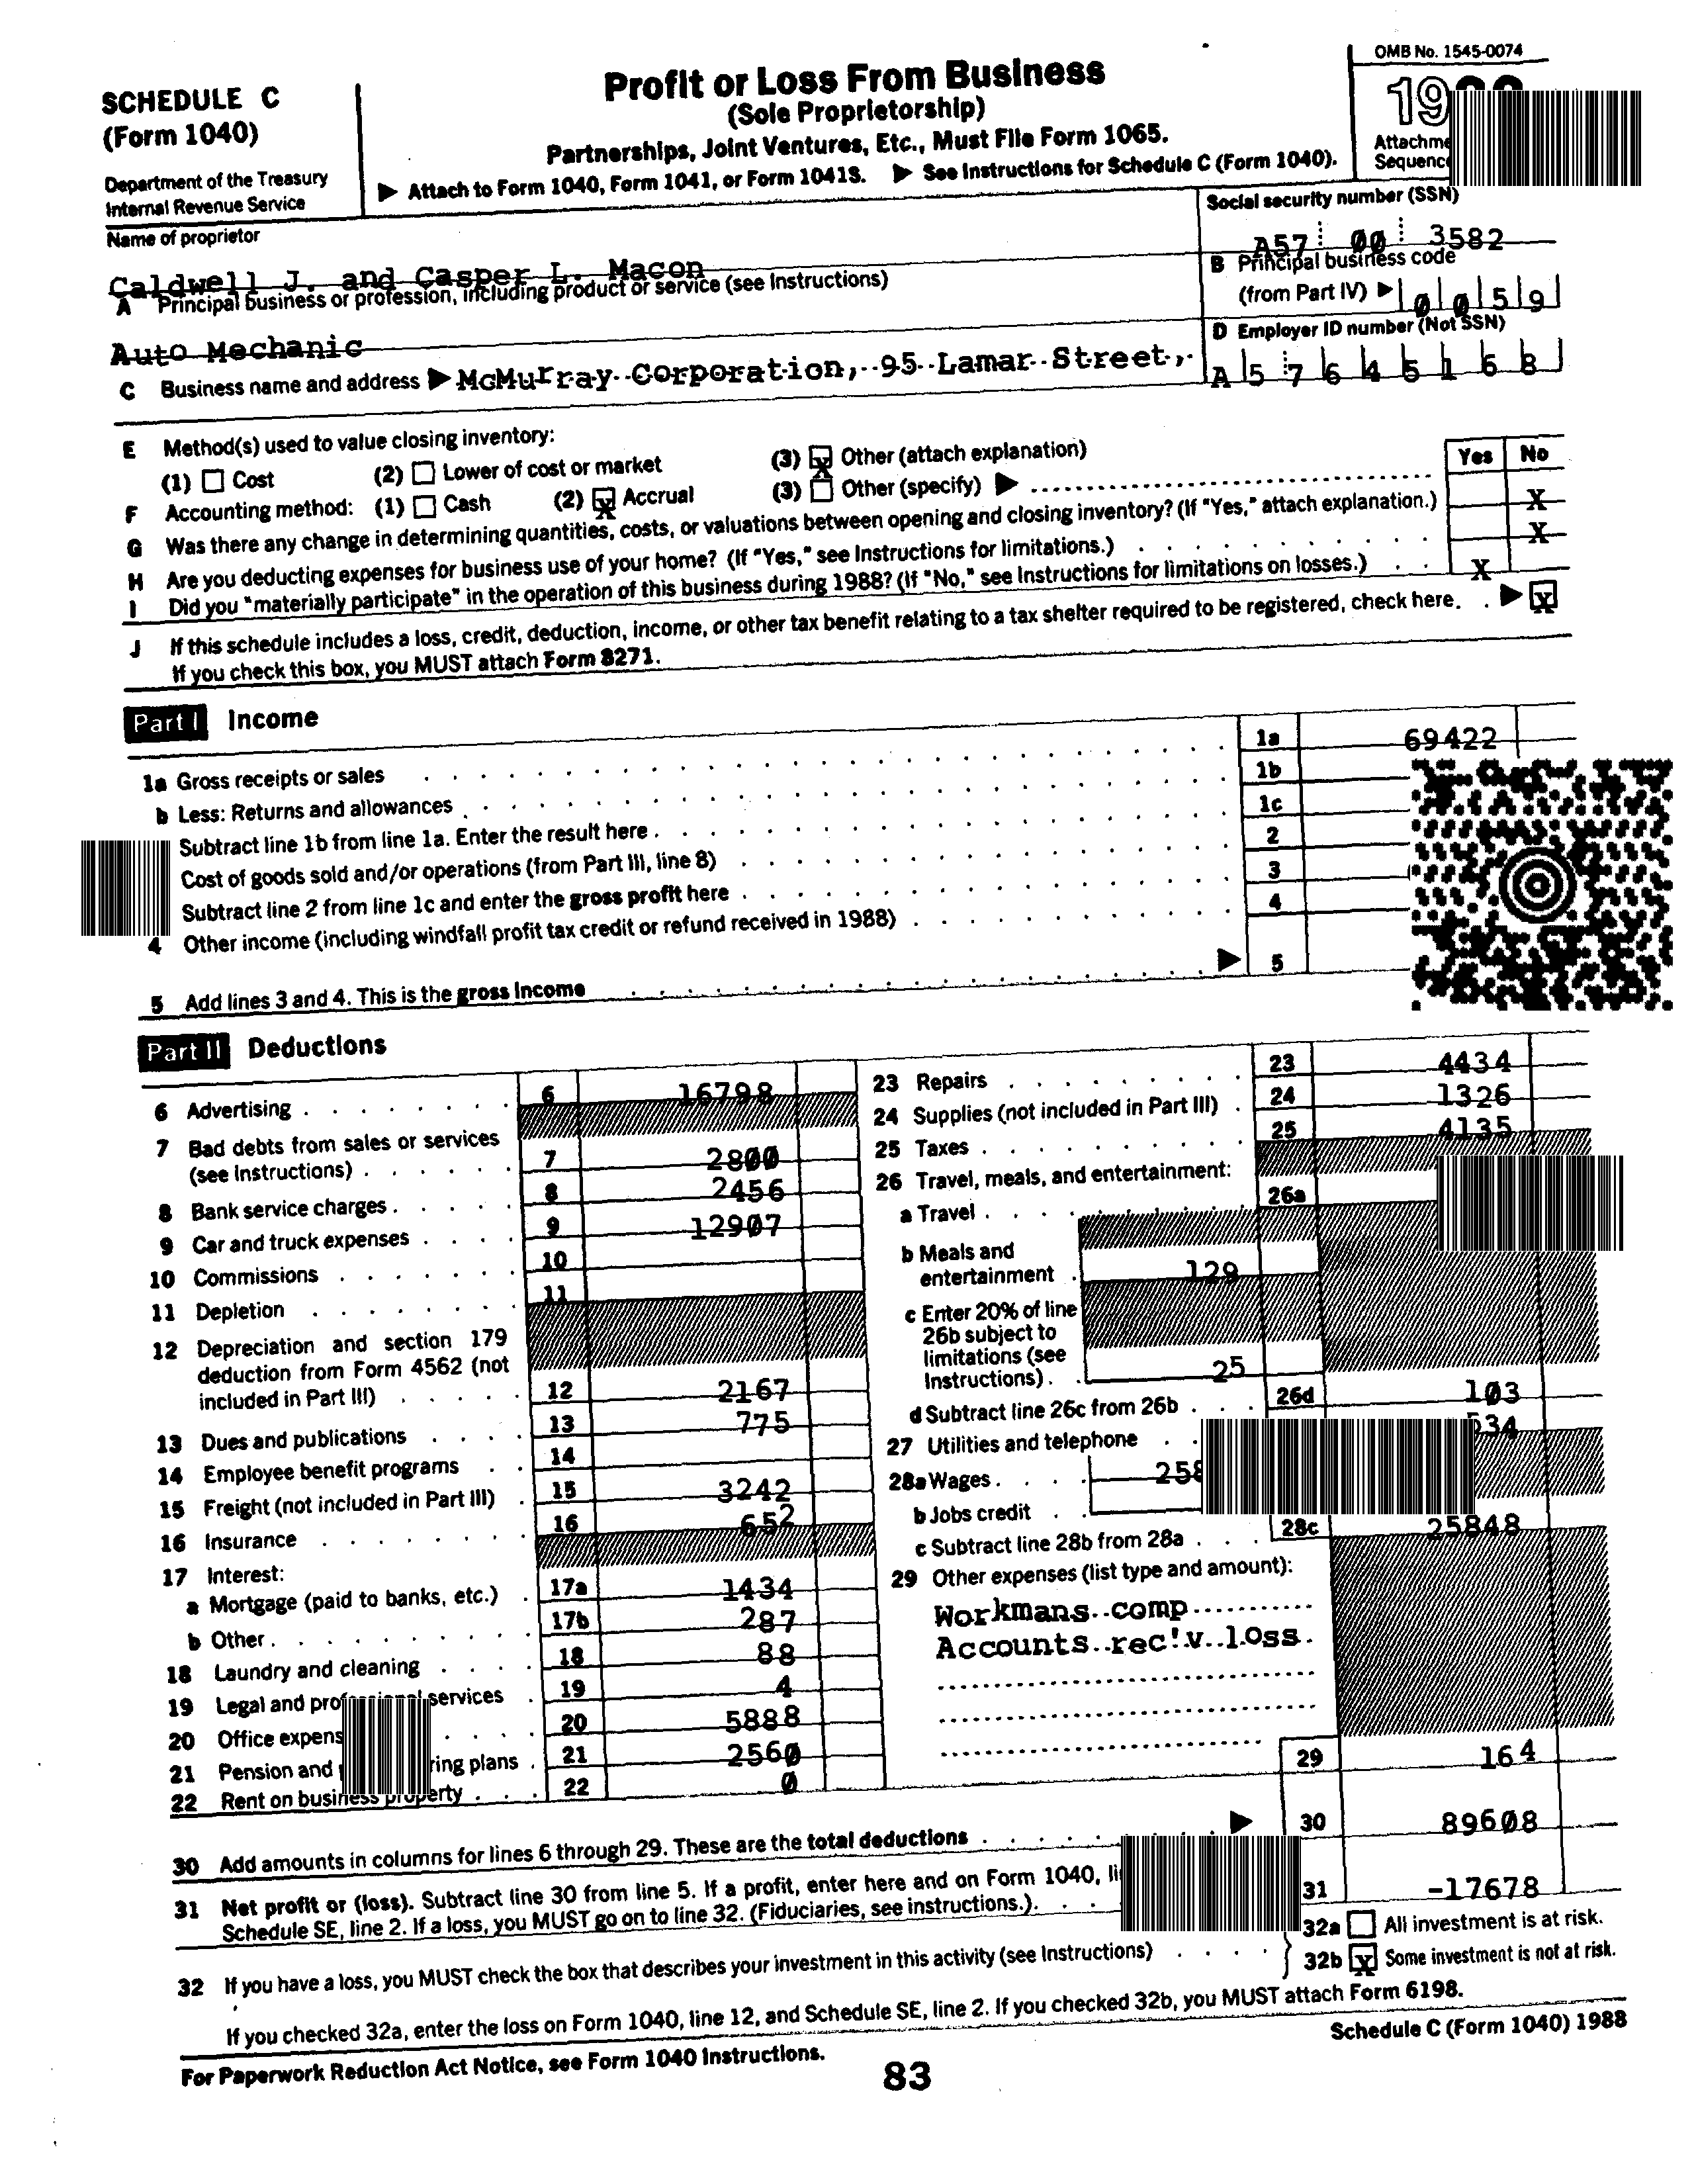 SCHEDULE C
(Form 1040)
Department of the Treasury
Internal Revenue Service
Profit or Loss From Business
(Sole Proprietorship)
Partnerships, Joint Ventures, Etc., Must File Form 1065.
▶ Attach to Form 1040, Form 1041, or Form 1041S. ▶ See Instructions for Schedule C (Form 1040).
OMB No. 1545-0074
19
Name of proprietor
Caldwell J. and Casper L. Macon
Social security number (SSN)
A57 00 3582
A Principal business or profession, including product or service (see Instructions)
Auto Mechanic
B Principal business code
(from Part IV) ▶ 0 0 5 9
C Business name and address ▶ McMurray Corporation, 95 Lamar Street,
D Employer ID number (Not SSN)
A 5 7 6 4 5 1 6 8
E Method(s) used to value closing inventory:
(1) Cost (2) Lower of cost or market (3) X Other (attach explanation)
Yes No
F Accounting method: (1) Cash (2) X Accrual (3) Other (specify) ▶
G Was there any change in determining quantities, costs, or valuations between opening and closing inventory? (If "Yes," attach explanation.) X
H Are you deducting expenses for business use of your home? (If "Yes," see Instructions for limitations.) X
I Did you "materially participate" in the operation of this business during 1988? (If "No," see Instructions for limitations on losses.) X
J If this schedule includes a loss, credit, deduction, income, or other tax benefit relating to a tax shelter required to be registered, check here. ▶ X
If you check this box, you MUST attach Form 8271.
Part I Income
1a Gross receipts or sales 1a 69422
b Less: Returns and allowances 1b
Subtract line 1b from line 1a. Enter the result here 1c
Cost of goods sold and/or operations (from Part III, line 8) 2
Subtract line 2 from line 1c and enter the gross profit here 3
4 Other income (including windfall profit tax credit or refund received in 1988) 4
5 Add lines 3 and 4. This is the gross income ▶ 5
Part II Deductions
6 Advertising 6 16798
7 Bad debts from sales or services
(see Instructions) 7 2800
8 Bank service charges 8 2456
9 Car and truck expenses 9 12907
10 Commissions 10
11 Depletion 11
12 Depreciation and section 179
deduction from Form 4562 (not
included in Part III) 12 2167
13 Dues and publications 13 775
14 Employee benefit programs 14
15 Freight (not included in Part III) 15 3242
16 Insurance 16 652
17 Interest:
a Mortgage (paid to banks, etc.) 17a 1434
b Other 17b 287
18 Laundry and cleaning 18 88
19 Legal and professional services 19 4
20 Office expens 20 5888
21 Pension and ring plans 21 2560
22 Rent on business property 22 0
23 Repairs 23 4434
24 Supplies (not included in Part III) 24 1326
25 Taxes 25 4135
26 Travel, meals, and entertainment:
a Travel 26a
b Meals and
entertainment 129
c Enter 20% of line
26b subject to
limitations (see
Instructions) 25
d Subtract line 26c from 26b 26d 103
27 Utilities and telephone
28a Wages
b Jobs credit
c Subtract line 28b from 28a 28c 25848
29 Other expenses (list type and amount):
Workmans comp
Accounts rec'v loss
29 164
30 Add amounts in columns for lines 6 through 29. These are the total deductions ▶ 30 89608
31 Net profit or (loss). Subtract line 30 from line 5. If a profit, enter here and on Form 1040,
Schedule SE, line 2. If a loss, you MUST go on to line 32. (Fiduciaries, see instructions.) 31 -17678
32 If you have a loss, you MUST check the box that describes your investment in this activity (see Instructions)
32a All investment is at risk.
32b X Some investment is not at risk.
If you checked 32a, enter the loss on Form 1040, line 12, and Schedule SE, line 2. If you checked 32b, you MUST attach Form 6198.
For Paperwork Reduction Act Notice, see Form 1040 Instructions.
Schedule C (Form 1040) 1988
83